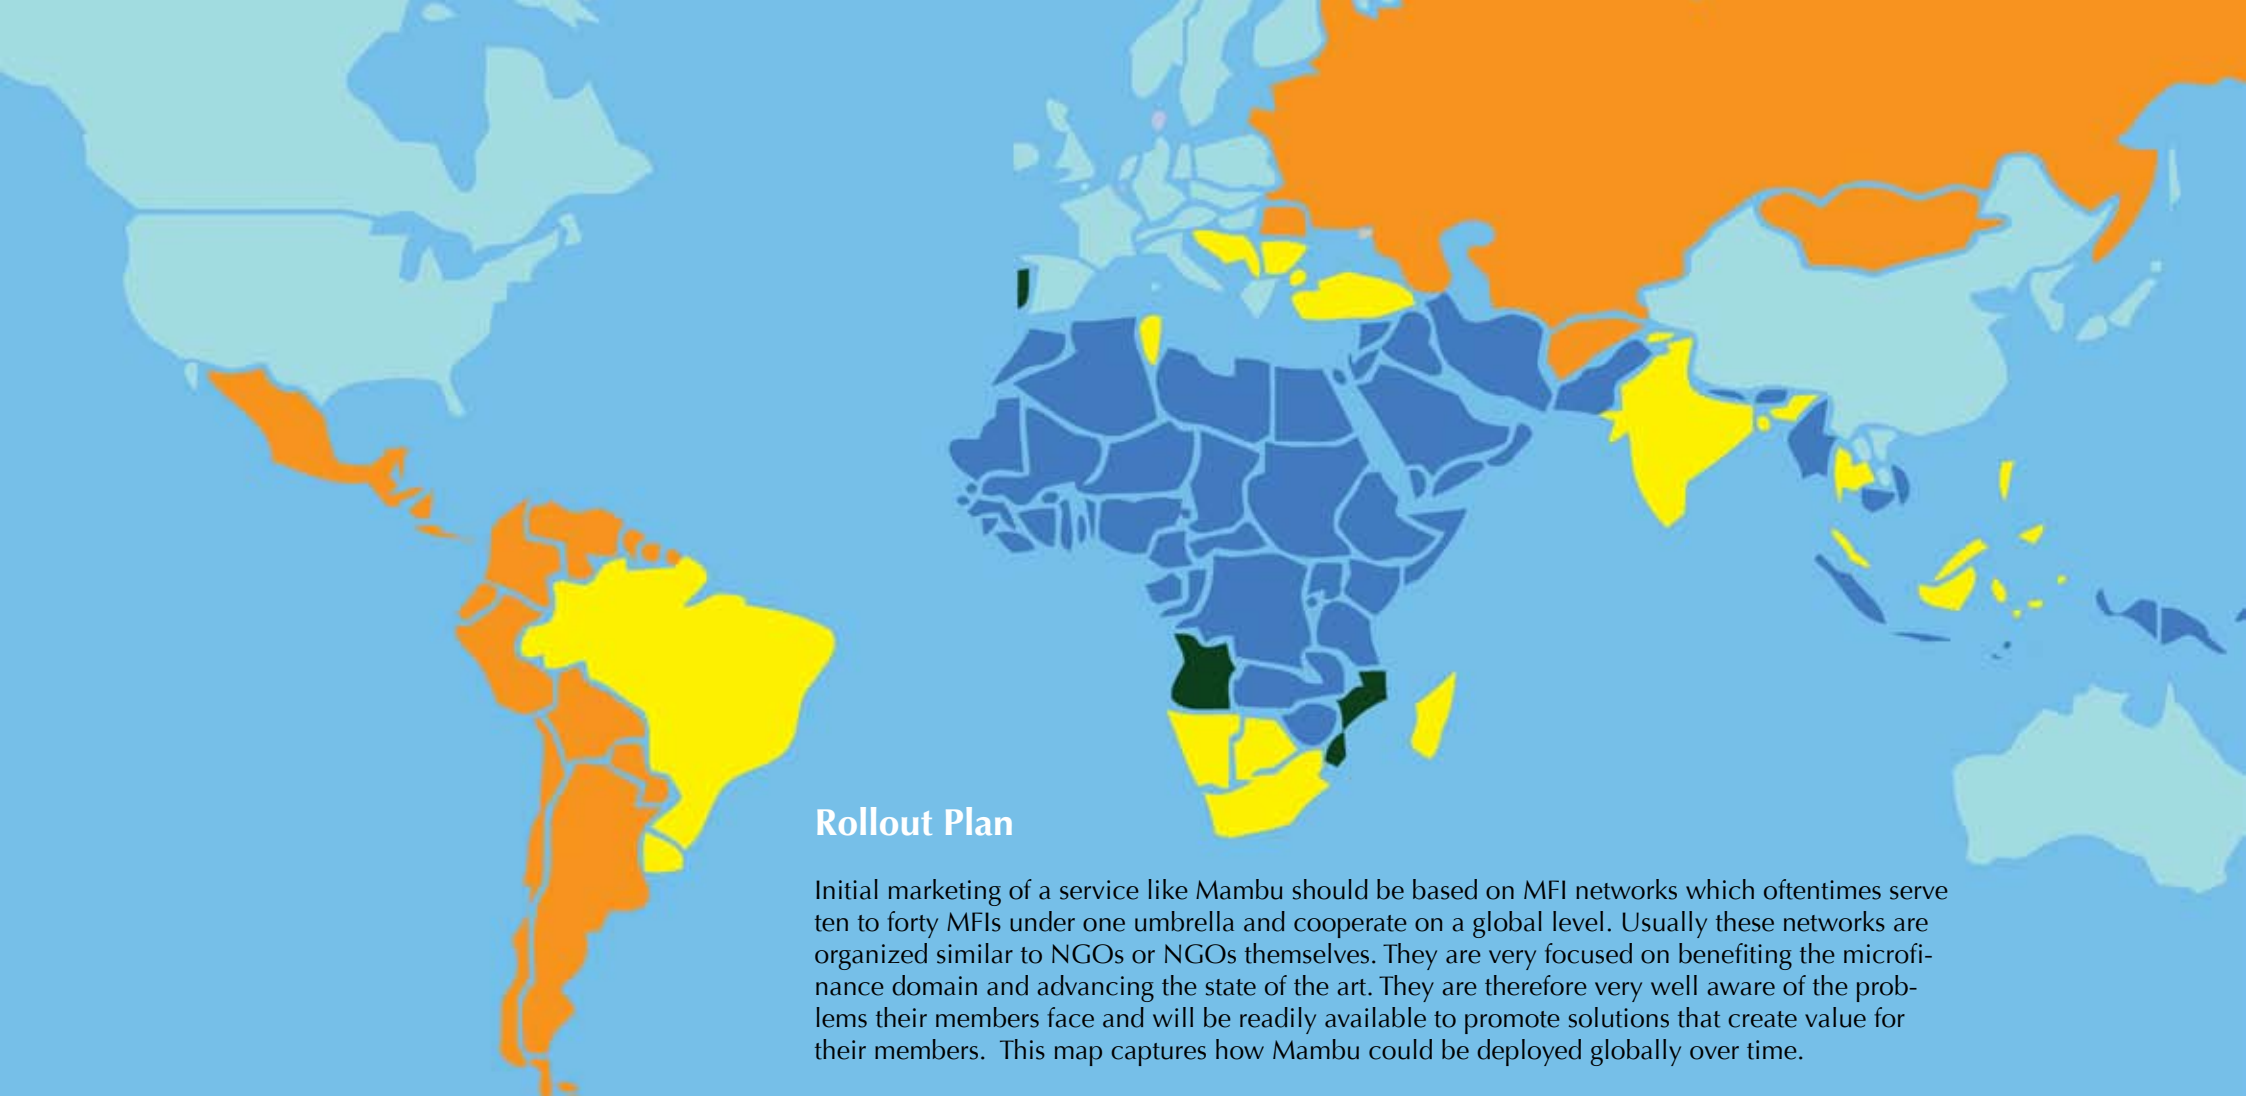 Rollout Plan
Initial marketing of a service like Mambu should be based on MFI networks which oftentimes serve
ten to forty MFIs under one umbrella and cooperate on a global level. Usually these networks are
organized similar to NGOs or NGOs themselves. They are very focused on benefiting the microfi-
nance domain and advancing the state of the art. They are therefore very well aware of the prob-
lems their members face and will be readily available to promote solutions that create value for
their members.  This map captures how Mambu could be deployed globally over time.